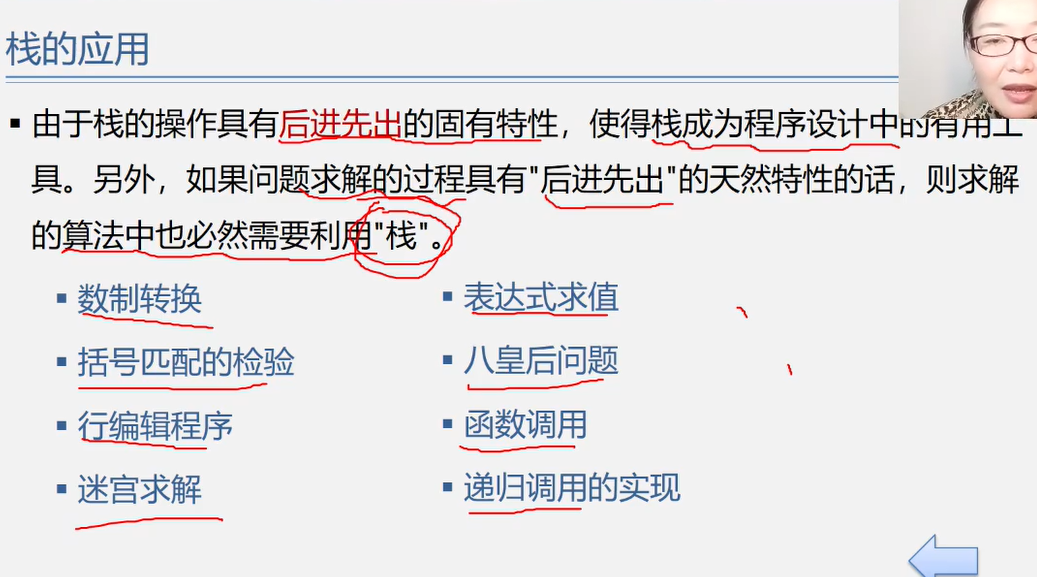 栈的应用
由于栈的操作具有后进先出的固有特性，使得栈成为程序设计中的有用工
具。另外，如果问题求解的过程具有"后进先出"的天然特性的话，则求解
的算法中也必然需要利用"栈"。
数制转换
表达式求值
括号匹配的检验
八皇后问题
行编辑程序
函数调用
迷宫求解
递归调用的实现